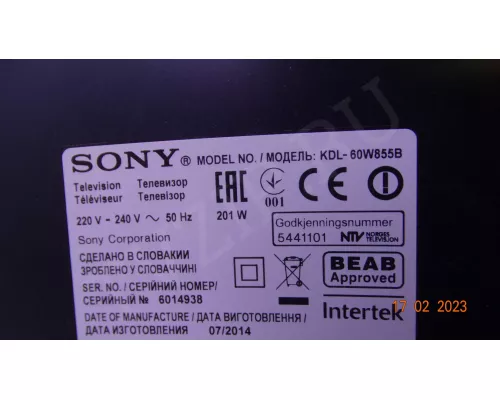 SONY® MODEL NO. / МОДЕЛЬ: KDL- 60W855B
Television Телевизор
Téléviseur Телевізор
220 V ~ 240 V ~ 50 Hz 201 W
EAC 001
Sony Corporation
Godkjenningsnummer
5441101 NTV NORGES TELEVISJON
СДЕЛАНО В СЛОВАКИИ
ЗРОБЛЕНО У СЛОВАЧЧИНІ
BEAB
Approved
SER. NO. / СЕРІЙНИЙ НОМЕР/
СЕРИЙНЫЙ № 6014938
DATE OF MANUFACTURE / ДАТА ВИГОТОВЛЕННЯ /
ДАТА ИЗГОТОВЛЕНИЯ 07/2014
Intertek
17 02 2023